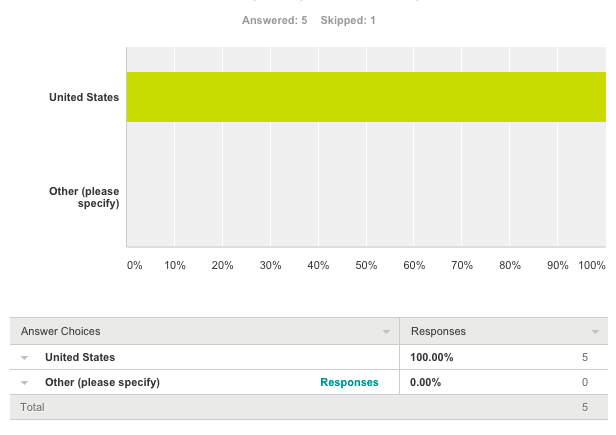 Answered: 5 Skipped: 1
United States
Other (please
specify)
0% 10% 20% 30% 40% 50% 60% 70% 80% 90% 100%
Answer Choices Responses
United States 100.00% 5
Other (please specify) Responses 0.00% 0
Total 5